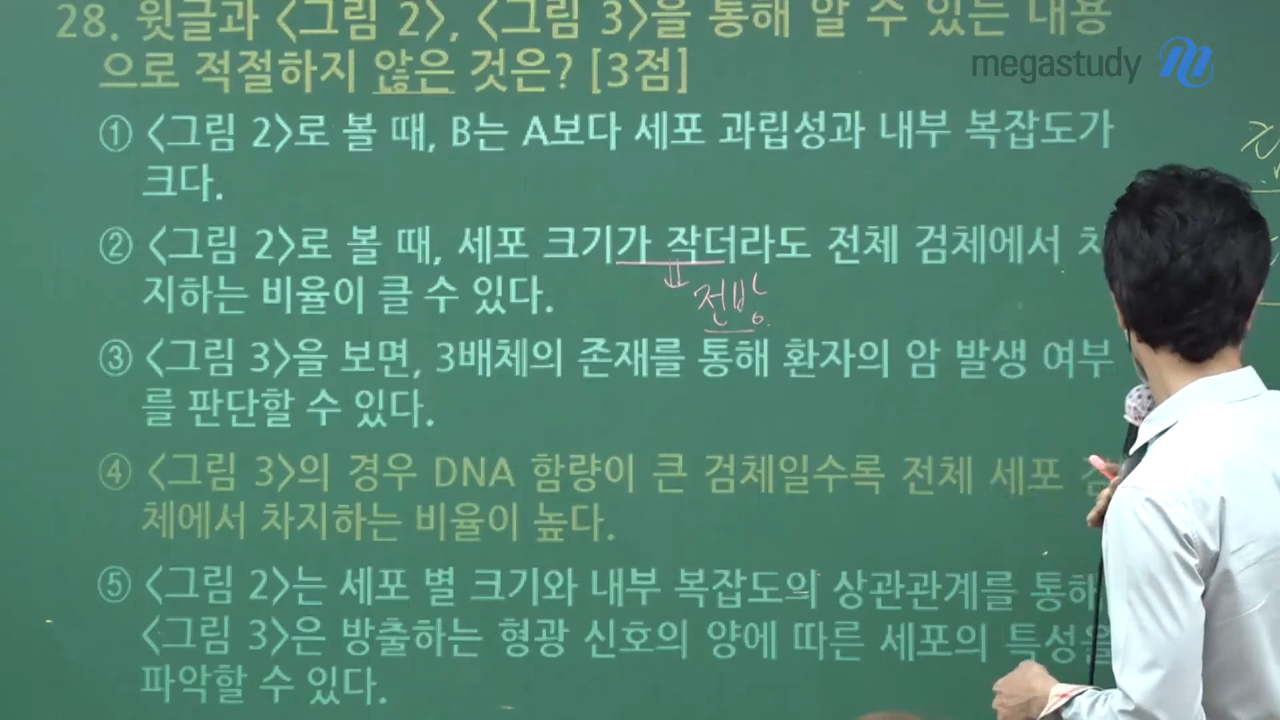 28. 윗글과 〈그림 2〉, 〈그림 3〉을 통해 알 수 있는 내용
megastudy
으로 적절하지 않은 것은? [3점]
① 〈그림 2〉로 볼 때, B는 A보다 세포 과립성과 내부 복잡도가
크다.
② 〈그림 2〉로 볼 때, 세포 크기가 작더라도 전체 검체에서 차
지하는 비율이 클 수 있다.
전방
③ 〈그림 3〉을 보면, 3배체의 존재를 통해 환자의 암 발생 여부
를 판단할 수 있다.
④ 〈그림 3〉의 경우 DNA 함량이 큰 검체일수록 전체 세포 검
체에서 차지하는 비율이 높다.
⑤ 〈그림 2〉는 세포 별 크기와 내부 복잡도의 상관관계를 통해
〈그림 3〉은 방출하는 형광 신호의 양에 따른 세포의 특성을
파악할 수 있다.